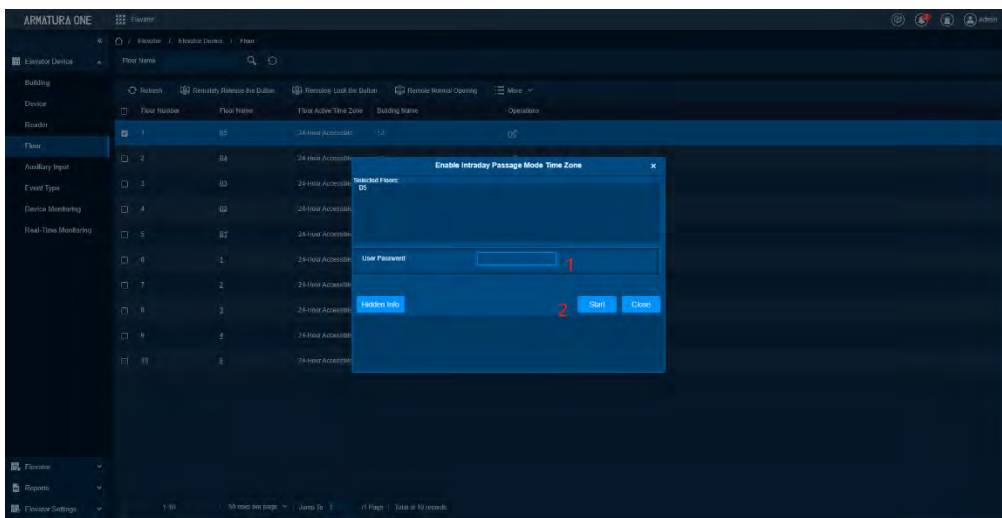 ARMATURA ONE
Elevator
admin
/ Elevator / Elevator Device / Floor
Elevator Device
Floor Name
Building
Refresh Remotely Release the Button Remotely Lock the Button Remote Normal Opening More
Device
Floor Number Floor Name Floor Active Time Zone Building Name Operations
Reader
1 B5 24-Hour Accessible 12
Floor
2 B4 24-Hour Accessible
Auxiliary Input
Enable Intraday Passage Mode Time Zone x
Selected Floors:
B5
3 B3 24-Hour Accessible
Event Type
4 B2 24-Hour Accessible
Device Monitoring
5 B1 24-Hour Accessible
Real-Time Monitoring
6 1 24-Hour Accessible
User Password 1
7 2 24-Hour Accessible
8 3 24-Hour Accessible
Hidden Info 2 Start Close
9 4 24-Hour Accessible
10 5 24-Hour Accessible
Elevator
Reports
Elevator Settings
1-10 50 rows per page Jump To 1 /1 Page Total of 10 records